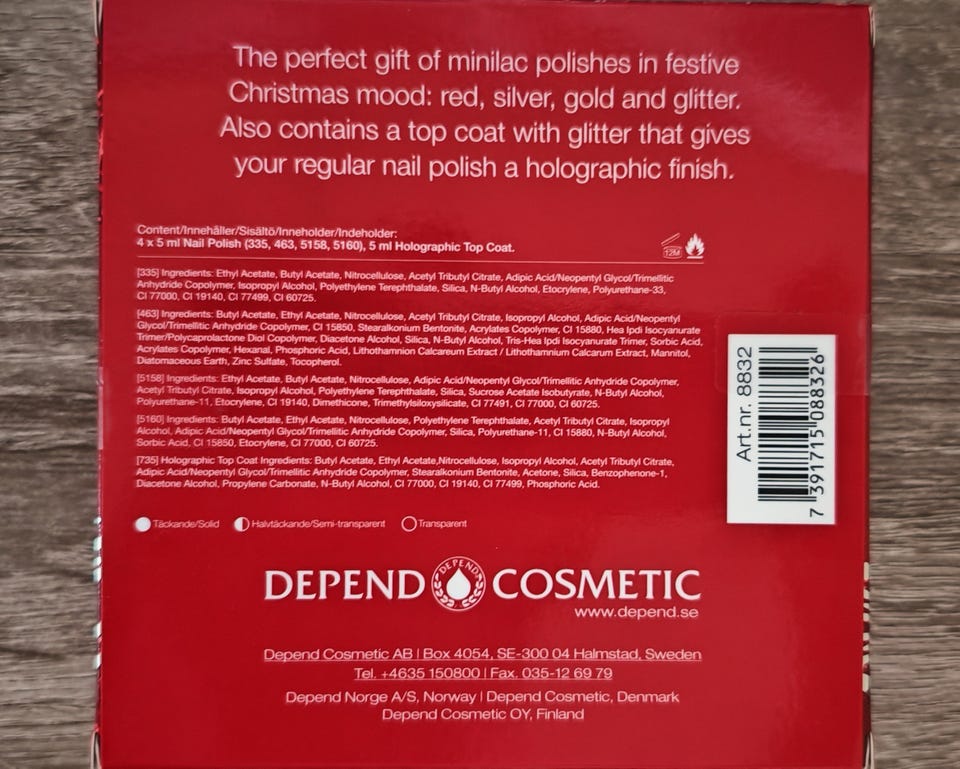 The perfect gift of minilac polishes in festive
Christmas mood: red, silver, gold and glitter.
Also contains a top coat with glitter that gives
your regular nail polish a holographic finish.
Content/Innehåller/Sisältö/Inneholder/Indeholder:
4 x 5 ml Nail Polish (335, 463, 5158, 5160), 5 ml Holographic Top Coat.
12M
[335] Ingredients: Ethyl Acetate, Butyl Acetate, Nitrocellulose, Acetyl Tributyl Citrate, Adipic Acid/Neopentyl Glycol/Trimellitic
Anhydride Copolymer, Isopropyl Alcohol, Polyethylene Terephthalate, Silica, N-Butyl Alcohol, Etocrylene, Polyurethane-33,
CI 77000, CI 19140, CI 77499, CI 60725.
[463] Ingredients: Butyl Acetate, Ethyl Acetate, Nitrocellulose, Acetyl Tributyl Citrate, Isopropyl Alcohol, Adipic Acid/Neopentyl
Glycol/Trimellitic Anhydride Copolymer, CI 15850, Stearalkonium Bentonite, Acrylates Copolymer, CI 15880, Hea Ipdi Isocyanurate
Trimer/Polycaprolactone Diol Copolymer, Diacetone Alcohol, Silica, N-Butyl Alcohol, Tris-Hea Ipdi Isocyanurate Trimer, Sorbic Acid,
Acrylates Copolymer, Hexanal, Phosphoric Acid, Lithothamnion Calcareum Extract / Lithothamnium Calcarum Extract, Mannitol,
Diatomaceous Earth, Zinc Sulfate, Tocopherol.
[5158] Ingredients: Ethyl Acetate, Butyl Acetate, Nitrocellulose, Adipic Acid/Neopentyl Glycol/Trimellitic Anhydride Copolymer,
Acetyl Tributyl Citrate, Isopropyl Alcohol, Polyethylene Terephthalate, Silica, Sucrose Acetate Isobutyrate, N-Butyl Alcohol,
Polyurethane-11, Etocrylene, CI 19140, Dimethicone, Trimethylsiloxysilicate, CI 77491, CI 77000, CI 60725.
[5160] Ingredients: Butyl Acetate, Ethyl Acetate, Nitrocellulose, Polyethylene Terephthalate, Acetyl Tributyl Citrate, Isopropyl
Alcohol, Adipic Acid/Neopentyl Glycol/Trimellitic Anhydride Copolymer, Silica, Polyurethane-11, CI 15880, N-Butyl Alcohol,
Sorbic Acid, CI 15850, Etocrylene, CI 77000, CI 60725.
[735] Holographic Top Coat Ingredients: Butyl Acetate, Ethyl Acetate,Nitrocellulose, Isopropyl Alcohol, Acetyl Tributyl Citrate,
Adipic Acid/Neopentyl Glycol/Trimellitic Anhydride Copolymer, Stearalkonium Bentonite, Acetone, Silica, Benzophenone-1,
Diacetone Alcohol, Propylene Carbonate, N-Butyl Alcohol, CI 77000, CI 19140, CI 77499, Phosphoric Acid.
Art.nr. 8832
7 391715 088326
Täckande/Solid Halvtäckande/Semi-transparent Transparent
DEPEND DEPEND COSMETIC
www.depend.se
Depend Cosmetic AB | Box 4054, SE-300 04 Halmstad, Sweden
Tel. +4635 150800 | Fax. 035-12 69 79
Depend Norge A/S, Norway | Depend Cosmetic, Denmark
Depend Cosmetic OY, Finland